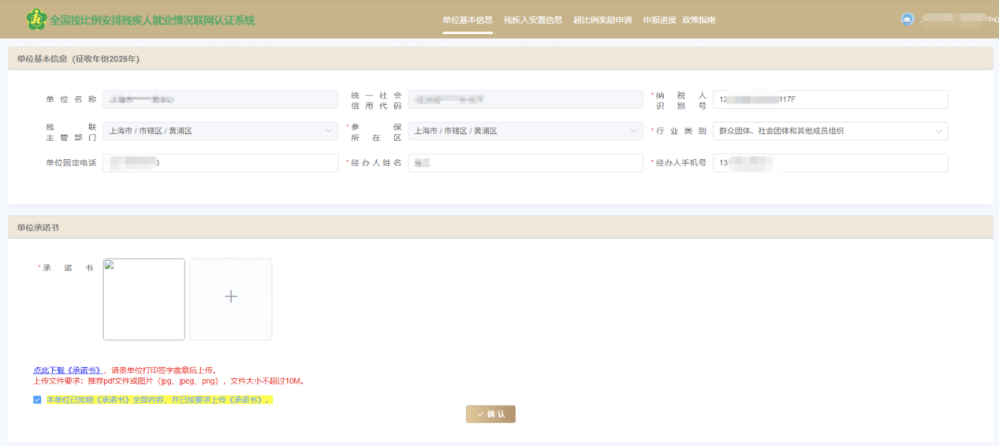 全国按比例安排残疾人就业情况联网认证系统
单位基本信息 残疾人安置信息 超比例奖励申请 申报进度 政策指南
中心
单位基本信息（征收年份2026年）
单位名称
统一社会信用代码
*纳税人识别号 12 117F
残联主管部门 上海市 / 市辖区 / 黄浦区
*参保所在区 上海市 / 市辖区 / 黄浦区
*行业类别 群众团体、社会团体和其他成员组织
单位固定电话
*经办人姓名
*经办人手机号 13
单位承诺书
*承诺书
点此下载《承诺书》，请贵单位打印签字盖章后上传。
上传文件要求：推荐pdf文件或图片（jpg、jpeg、png），文件大小不超过10M。
本单位已知晓《承诺书》全部内容，并已按要求上传《承诺书》。
确认